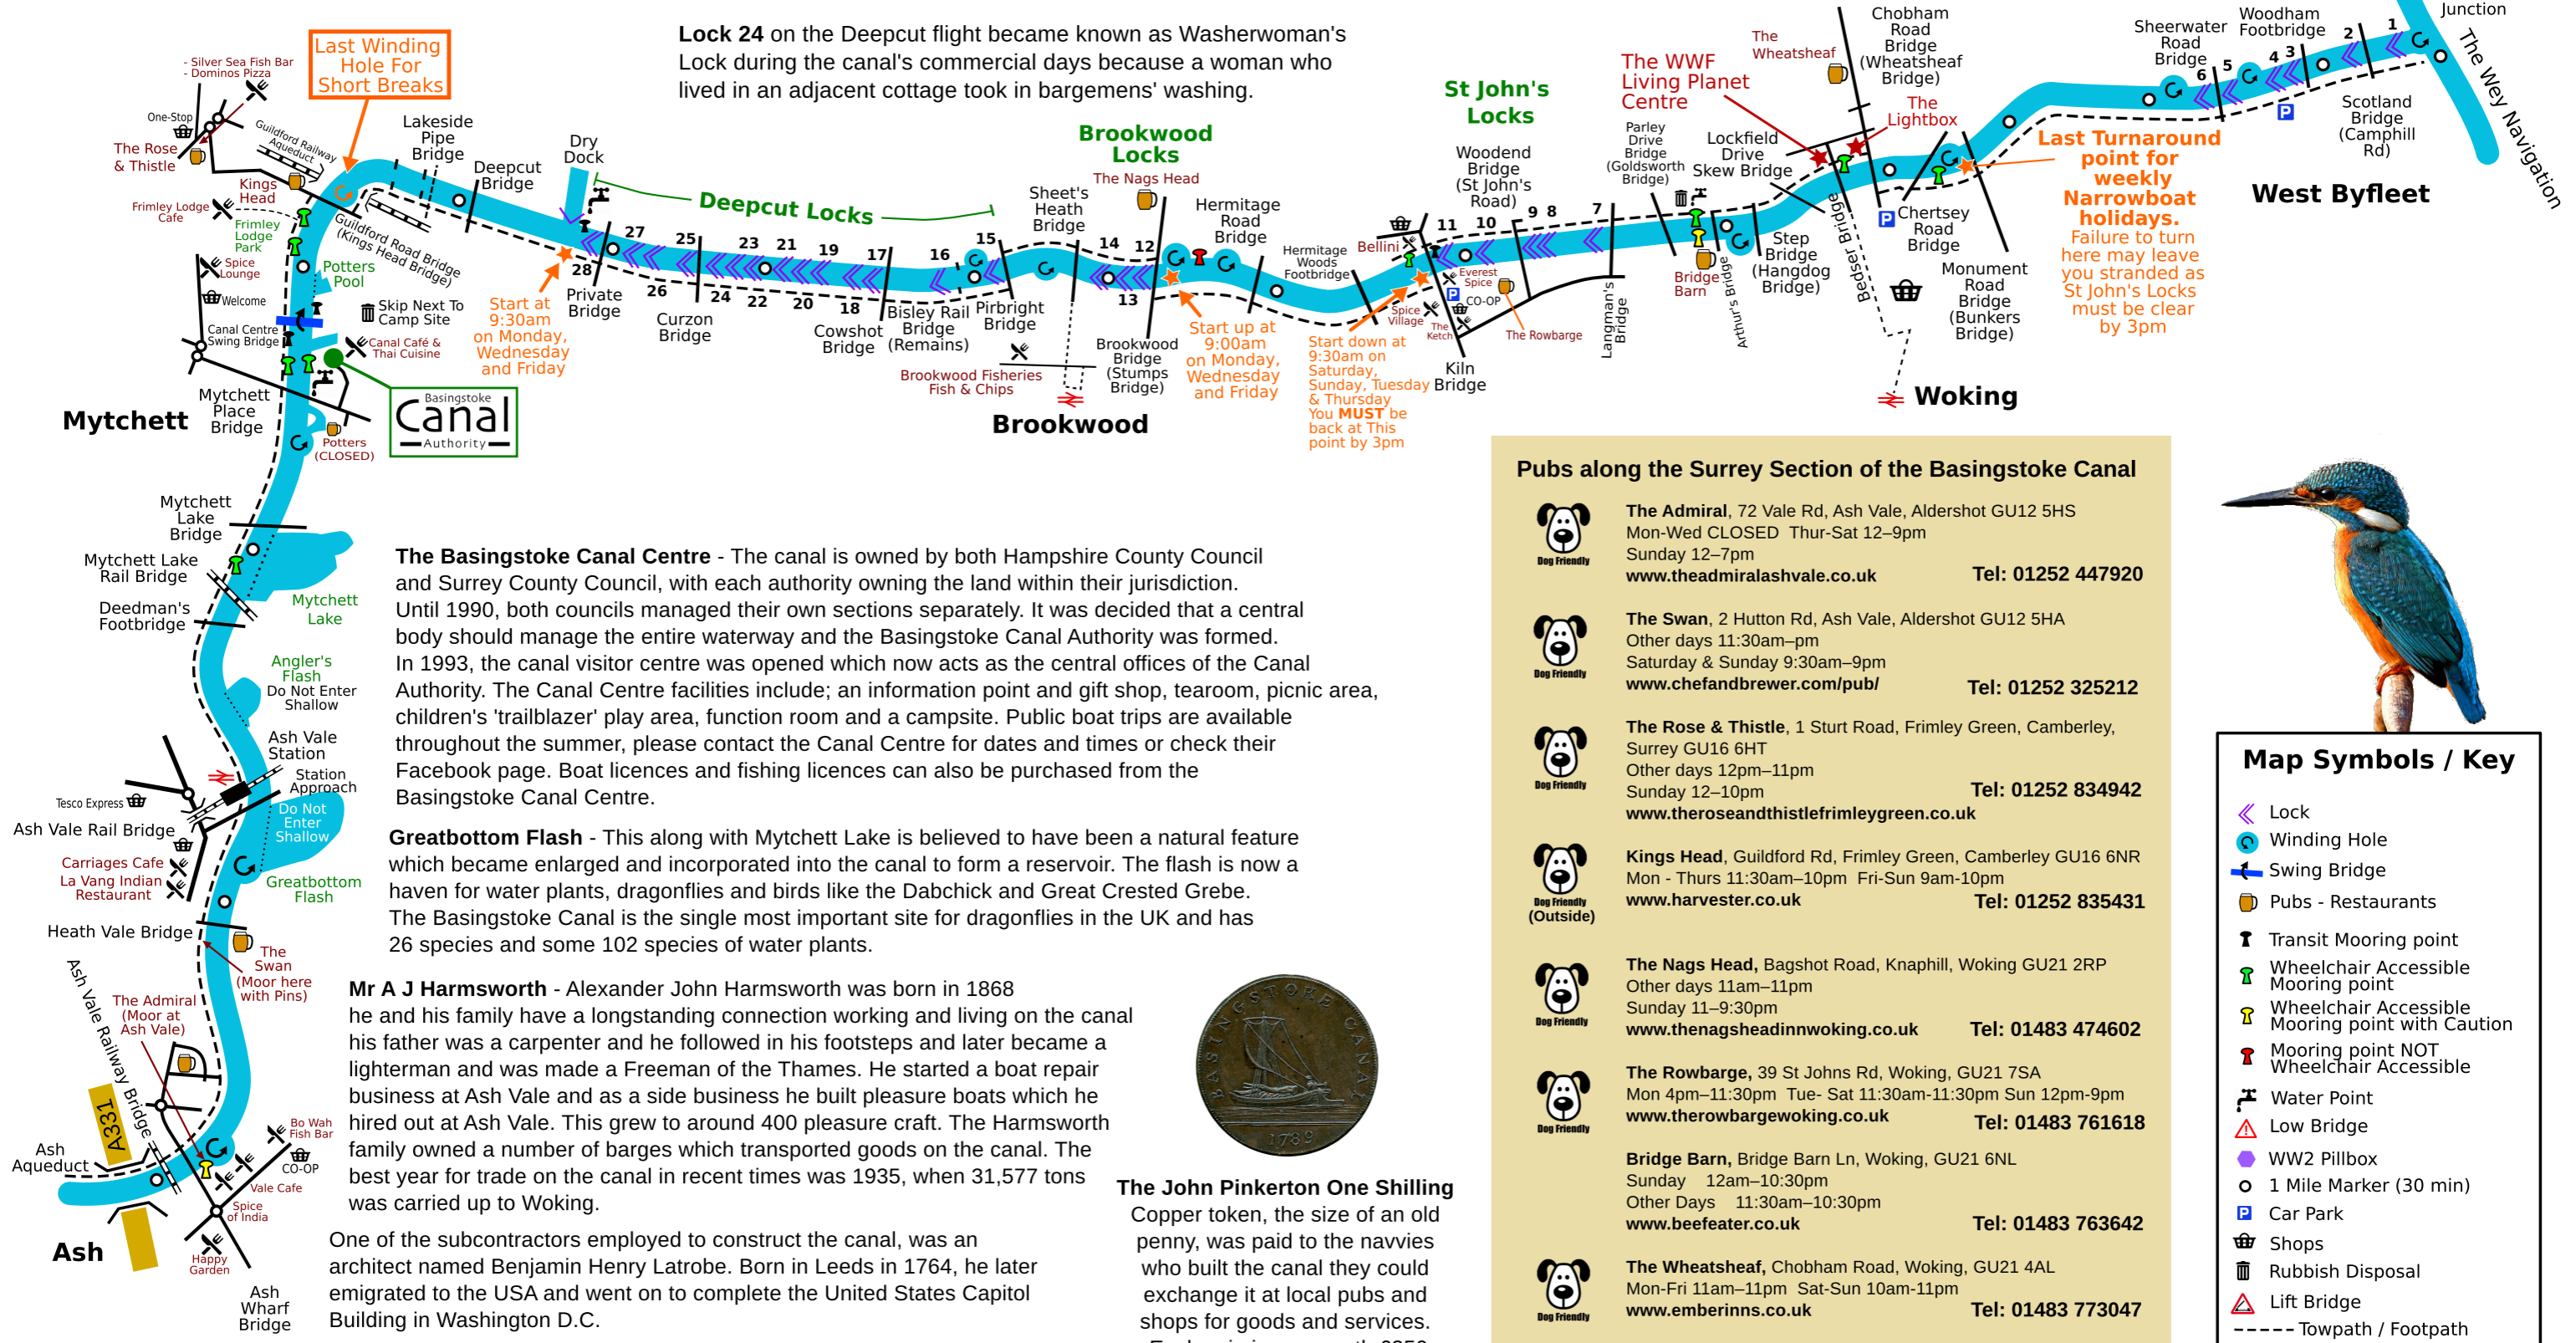 Lock 24 on the Deepcut flight became known as Washerwoman's
Lock during the canal's commercial days because a woman who
lived in an adjacent cottage took in bargemens' washing.
Last Winding
Hole For
Short Breaks
- Silver Sea Fish Bar
- Dominos Pizza
One-Stop
The Rose
& Thistle
Guildford Railway
Aqueduct
Kings
Head
Frimley Lodge
Cafe
Frimley
Lodge
Park
Guildford Road Bridge
(Kings Head Bridge)
Lakeside
Pipe
Bridge
Deepcut
Bridge
Dry
Dock
Deepcut Locks
Spice
Lounge
Welcome
Potters
Pool
Skip Next To
Camp Site
Canal Centre
Swing Bridge
Canal Café &
Thai Cuisine
Mytchett
Mytchett
Place
Bridge
Potters
(CLOSED)
Basingstoke
Canal
Authority
Start at
9:30am
on Monday,
Wednesday
and Friday
28
Private
Bridge
27
26
25
Curzon
Bridge
24
23
22
21
20
19
18
17
Cowshot
Bridge
16
Bisley Rail
Bridge
(Remains)
15
Pirbright
Bridge
Brookwood Fisheries
Fish & Chips
Sheet's
Heath
Bridge
Brookwood
Locks
The Nags Head
14
13
12
Brookwood
Bridge
(Stumps
Bridge)
Brookwood
Hermitage
Road
Bridge
Start up at
9:00am
on Monday,
Wednesday
and Friday
Hermitage
Woods
Footbridge
Start down at
9:30am on
Saturday,
Sunday, Tuesday
& Thursday
You MUST be
back at This
point by 3pm
Bellini
Spice
Village
The
Ketch
Everest
Spice
CO-OP
The Rowbarge
Kiln
Bridge
St John's
Locks
Woodend
Bridge
(St John's
Road)
11
10
9
8
7
Langman's
Bridge
Parley
Drive
Bridge
(Goldsworth
Bridge)
Bridge
Barn
Arthur's Bridge
Lockfield
Drive
Skew Bridge
Step
Bridge
(Hangdog
Bridge)
The WWF
Living Planet
Centre
The
Wheatsheaf
Chobham
Road
Bridge
(Wheatsheaf
Bridge)
The
Lightbox
Bedser Bridge
Chertsey
Road
Bridge
Monument
Road
Bridge
(Bunkers
Bridge)
Woking
Last Turnaround
point for
weekly
Narrowboat
holidays.
Failure to turn
here may leave
you stranded as
St John's Locks
must be clear
by 3pm
Sheerwater
Road
Bridge
Woodham
Footbridge
6
5
4
3
2
1
Scotland
Bridge
(Camphill
Rd)
West Byfleet
Junction
The Wey Navigation
Mytchett
Lake
Bridge
Mytchett Lake
Rail Bridge
Deedman's
Footbridge
Mytchett
Lake
Angler's
Flash
Do Not Enter
Shallow
Ash Vale
Station
Station
Approach
Do Not
Enter
Shallow
Tesco Express
Ash Vale Rail Bridge
Carriages Cafe
La Vang Indian
Restaurant
Greatbottom
Flash
Heath Vale Bridge
The
Swan
(Moor here
with Pins)
The Admiral
(Moor at
Ash Vale)
Ash Vale Railway Bridge
A331
Ash
Aqueduct
Bo Wah
Fish Bar
CO-OP
Vale Cafe
Spice
of India
Happy
Garden
Ash
Ash
Wharf
Bridge
The Basingstoke Canal Centre - The canal is owned by both Hampshire County Council
and Surrey County Council, with each authority owning the land within their jurisdiction.
Until 1990, both councils managed their own sections separately. It was decided that a central
body should manage the entire waterway and the Basingstoke Canal Authority was formed.
In 1993, the canal visitor centre was opened which now acts as the central offices of the Canal
Authority. The Canal Centre facilities include; an information point and gift shop, tearoom, picnic area,
children's 'trailblazer' play area, function room and a campsite. Public boat trips are available
throughout the summer, please contact the Canal Centre for dates and times or check their
Facebook page. Boat licences and fishing licences can also be purchased from the
Basingstoke Canal Centre.
Greatbottom Flash - This along with Mytchett Lake is believed to have been a natural feature
which became enlarged and incorporated into the canal to form a reservoir. The flash is now a
haven for water plants, dragonflies and birds like the Dabchick and Great Crested Grebe.
The Basingstoke Canal is the single most important site for dragonflies in the UK and has
26 species and some 102 species of water plants.
Mr A J Harmsworth - Alexander John Harmsworth was born in 1868
he and his family have a longstanding connection working and living on the canal
his father was a carpenter and he followed in his footsteps and later became a
lighterman and was made a Freeman of the Thames. He started a boat repair
business at Ash Vale and as a side business he built pleasure boats which he
hired out at Ash Vale. This grew to around 400 pleasure craft. The Harmsworth
family owned a number of barges which transported goods on the canal. The
best year for trade on the canal in recent times was 1935, when 31,577 tons
was carried up to Woking.
One of the subcontractors employed to construct the canal, was an
architect named Benjamin Henry Latrobe. Born in Leeds in 1764, he later
emigrated to the USA and went on to complete the United States Capitol
Building in Washington D.C.
BASINGSTOKE CANAL
1789
The John Pinkerton One Shilling
Copper token, the size of an old
penny, was paid to the navvies
who built the canal they could
exchange it at local pubs and
shops for goods and services.
Pubs along the Surrey Section of the Basingstoke Canal
Dog Friendly
The Admiral, 72 Vale Rd, Ash Vale, Aldershot GU12 5HS
Mon-Wed CLOSED Thur-Sat 12–9pm
Sunday 12–7pm
www.theadmiralashvale.co.uk Tel: 01252 447920
Dog Friendly
The Swan, 2 Hutton Rd, Ash Vale, Aldershot GU12 5HA
Other days 11:30am–pm
Saturday & Sunday 9:30am–9pm
www.chefandbrewer.com/pub/ Tel: 01252 325212
Dog Friendly
The Rose & Thistle, 1 Sturt Road, Frimley Green, Camberley,
Surrey GU16 6HT
Other days 12pm–11pm
Sunday 12–10pm Tel: 01252 834942
www.theroseandthistlefrimleygreen.co.uk
Dog Friendly
(Outside)
Kings Head, Guildford Rd, Frimley Green, Camberley GU16 6NR
Mon - Thurs 11:30am–10pm Fri-Sun 9am-10pm
www.harvester.co.uk Tel: 01252 835431
Dog Friendly
The Nags Head, Bagshot Road, Knaphill, Woking GU21 2RP
Other days 11am–11pm
Sunday 11–9:30pm
www.thenagsheadinnwoking.co.uk Tel: 01483 474602
Dog Friendly
The Rowbarge, 39 St Johns Rd, Woking, GU21 7SA
Mon 4pm–11:30pm Tue- Sat 11:30am-11:30pm Sun 12pm-9pm
www.therowbargewoking.co.uk Tel: 01483 761618
Bridge Barn, Bridge Barn Ln, Woking, GU21 6NL
Sunday 12am–10:30pm
Other Days 11:30am–10:30pm
www.beefeater.co.uk Tel: 01483 763642
Dog Friendly
The Wheatsheaf, Chobham Road, Woking, GU21 4AL
Mon-Fri 11am–11pm Sat-Sun 10am-11pm
www.emberinns.co.uk Tel: 01483 773047
Map Symbols / Key
Lock
Winding Hole
Swing Bridge
Pubs - Restaurants
Transit Mooring point
Wheelchair Accessible
Mooring point
Wheelchair Accessible
Mooring point with Caution
Mooring point NOT
Wheelchair Accessible
Water Point
Low Bridge
WW2 Pillbox
1 Mile Marker (30 min)
P Car Park
Shops
Rubbish Disposal
Lift Bridge
Towpath / Footpath